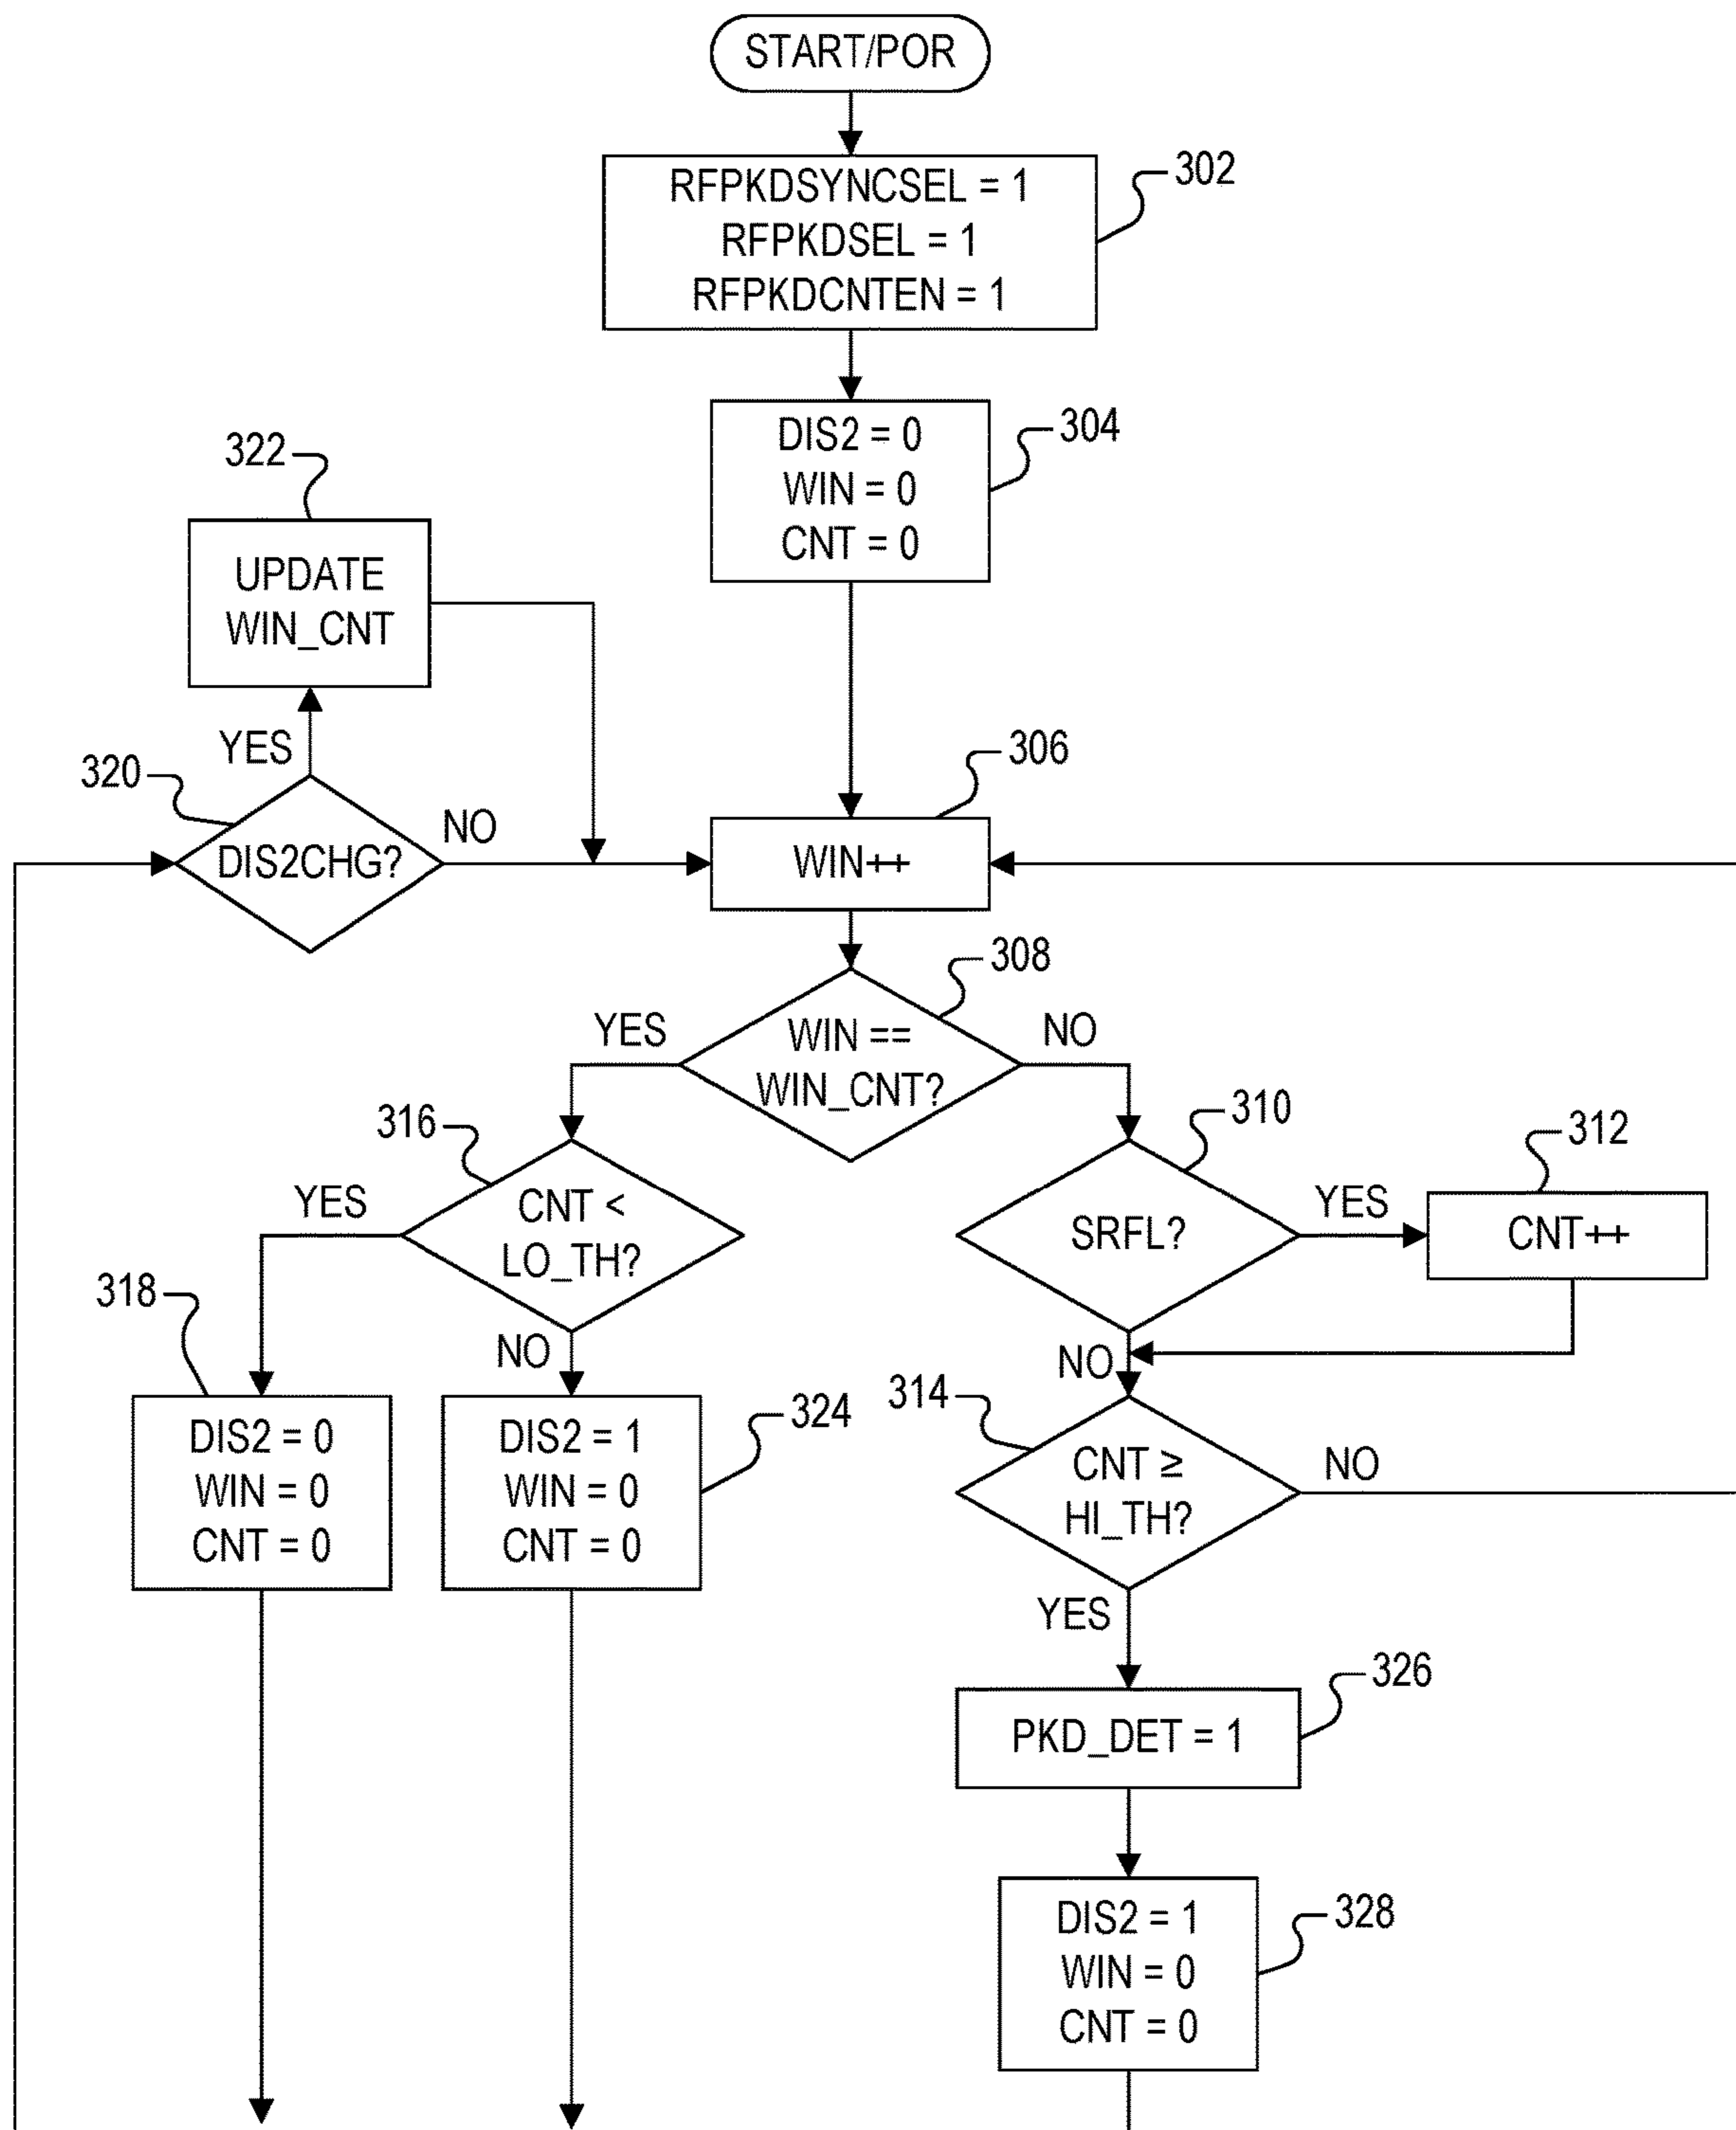 START/POR
RFPKDSYNCSEL = 1
RFPKDSEL = 1
RFPKDCNTEN = 1
302
DIS2 = 0
WIN = 0
CNT = 0
304
322
UPDATE
WIN_CNT
YES
320
DIS2CHG?
NO
306
WIN++
308
WIN ==
WIN_CNT?
YES
NO
316
CNT <
LO_TH?
YES
NO
310
SRFL?
YES
NO
312
CNT++
318
DIS2 = 0
WIN = 0
CNT = 0
DIS2 = 1
WIN = 0
CNT = 0
324
314
CNT ≥
HI_TH?
NO
YES
326
PKD_DET = 1
DIS2 = 1
WIN = 0
CNT = 0
328